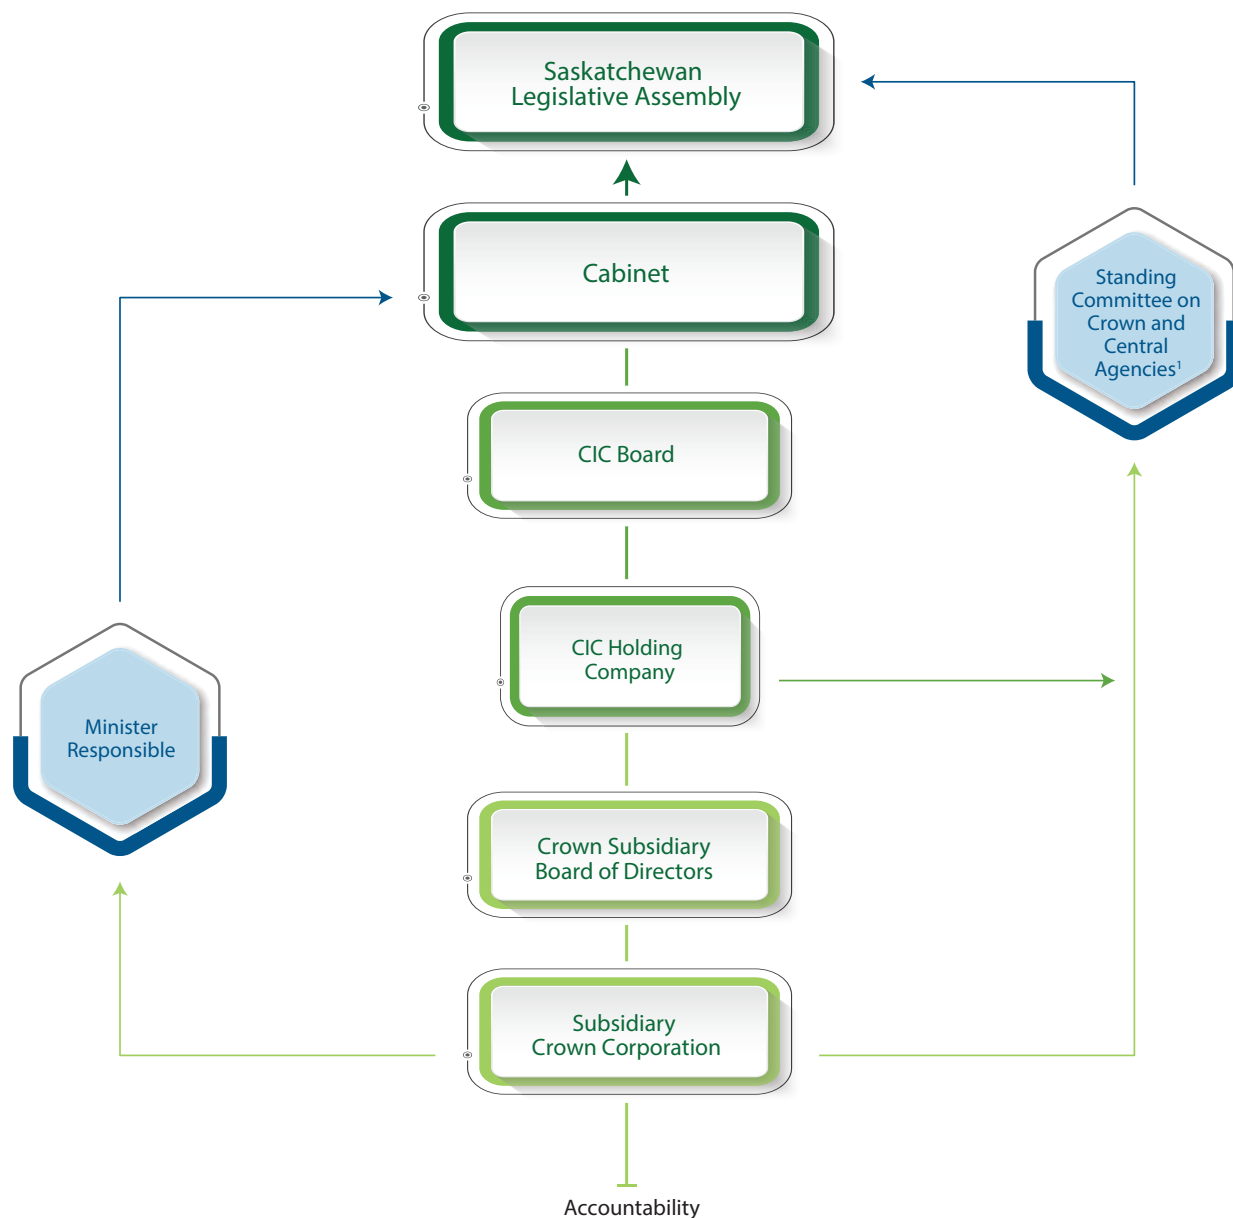 Saskatchewan
Legislative Assembly
Cabinet
Standing
Committee on
Crown and
Central
Agencies¹
CIC Board
CIC Holding
Company
Minister
Responsible
Crown Subsidiary
Board of Directors
Subsidiary
Crown Corporation
Accountability